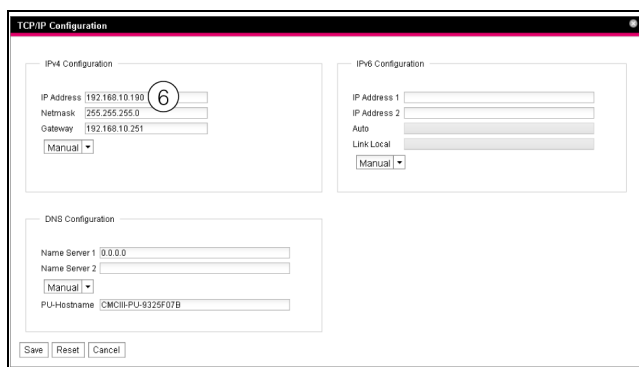 TCP/IP Configuration
IPv4 Configuration
IP Address 192.168.10.190 6
Netmask 255.255.255.0
Gateway 192.168.10.251
Manual
IPv6 Configuration
IP Address 1
IP Address 2
Auto
Link Local
Manual
DNS Configuration
Name Server 1 0.0.0.0
Name Server 2
Manual
PU-Hostname CMCIII-PU-9325F07B
Save Reset Cancel